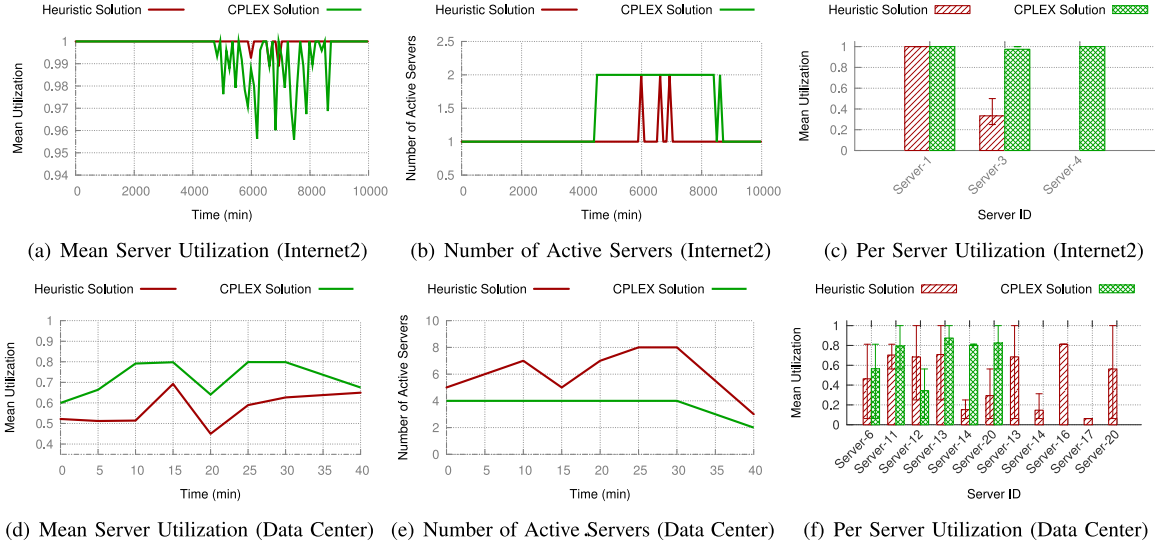 Heuristic Solution CPLEX Solution
1
0.99
0.98
0.97
0.96
0.95
0.94
Mean Utilization
0 2000 4000 6000 8000 10000
Time (min)
(a) Mean Server Utilization (Internet2)
Heuristic Solution CPLEX Solution
2.5
2
1.5
1
0.5
0
Number of Active Servers
0 2000 4000 6000 8000 10000
Time (min)
(b) Number of Active Servers (Internet2)
Heuristic Solution CPLEX Solution
1
0.8
0.6
0.4
0.2
0
Mean Utilization
Server-1 Server-3 Server-4
Server ID
(c) Per Server Utilization (Internet2)
Heuristic Solution CPLEX Solution
1
0.9
0.8
0.7
0.6
0.5
0.4
Mean Utilization
0 5 10 15 20 25 30 35 40
Time (min)
(d) Mean Server Utilization (Data Center)
Heuristic Solution CPLEX Solution
10
8
6
4
2
0
Number of Active Servers
0 5 10 15 20 25 30 35 40
Time (min)
(e) Number of Active Servers (Data Center)
Heuristic Solution CPLEX Solution
1
0.8
0.6
0.4
0.2
0
Mean Utilization
Server-6 Server-11 Server-12 Server-13 Server-14 Server-20 Server-13 Server-14 Server-16 Server-17 Server-20
Server ID
(f) Per Server Utilization (Data Center)